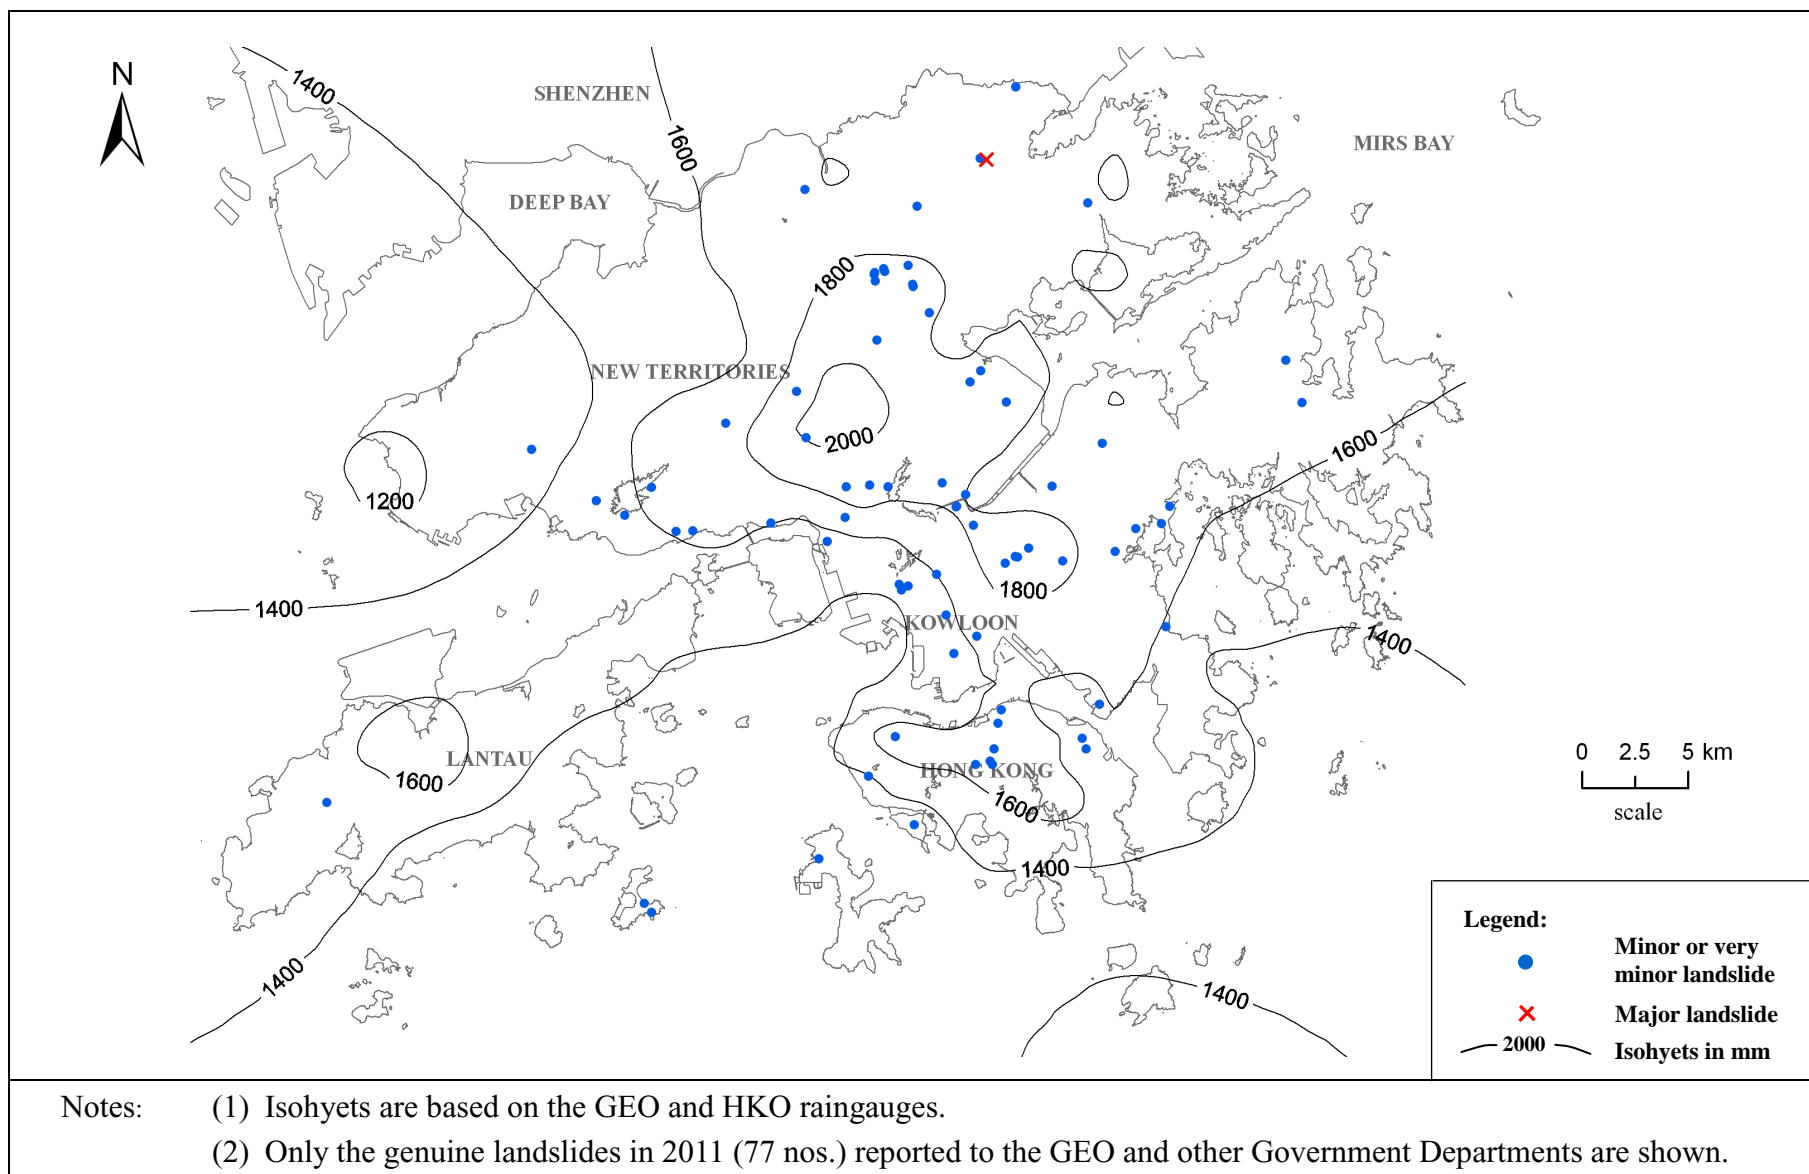 N
1400
SHENZHEN
1600
MIRS BAY
DEEP BAY
1800
NEW TERRITORIES
2000
1600
1200
1800
1400
KOWLOON
1400
LANTAU
1600
HONG KONG
1600
0 2.5 5 km
scale
1400
1400
1400
Legend:
Minor or very
minor landslide
Major landslide
2000 Isohyets in mm
Notes: (1) Isohyets are based on the GEO and HKO raingauges.
(2) Only the genuine landslides in 2011 (77 nos.) reported to the GEO and other Government Departments are shown.